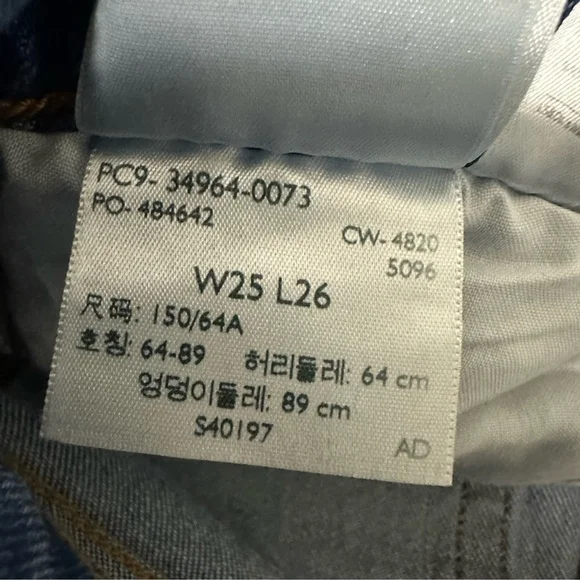 PC9- 34964-0073
PO- 484642
CW- 4820
5096
W25 L26
尺码: 150/64A
호칭: 64-89 허리둘레: 64 cm
엉덩이둘레: 89 cm
S40197
AD